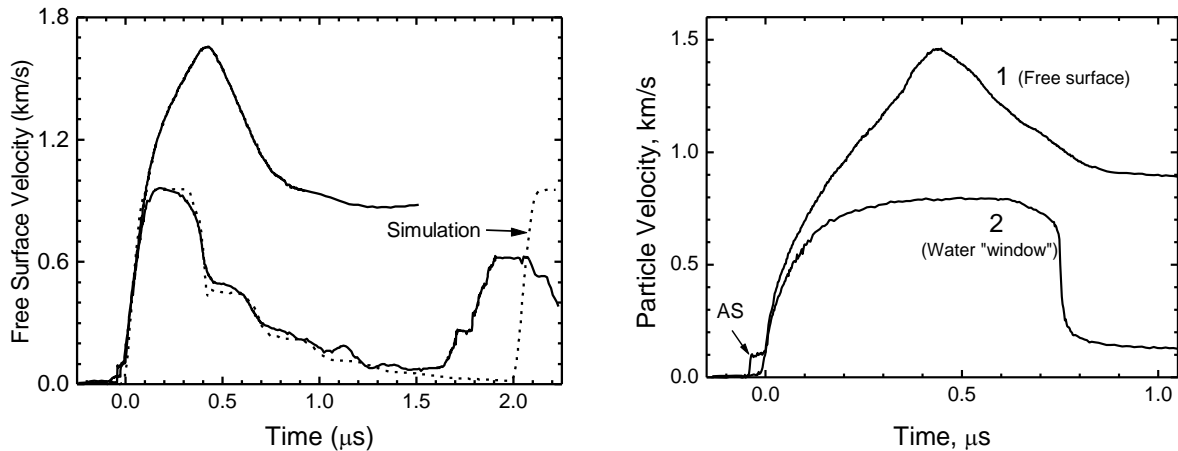 1.8
1.2
0.6
0.0
Free Surface Velocity (km/s)
Simulation
0.0
0.5
1.0
1.5
2.0
Time (μs)
1.5
1.0
0.5
0.0
Particle Velocity, km/s
1 (Free surface)
2
(Water "window")
AS
0.0
0.5
1.0
Time, μs